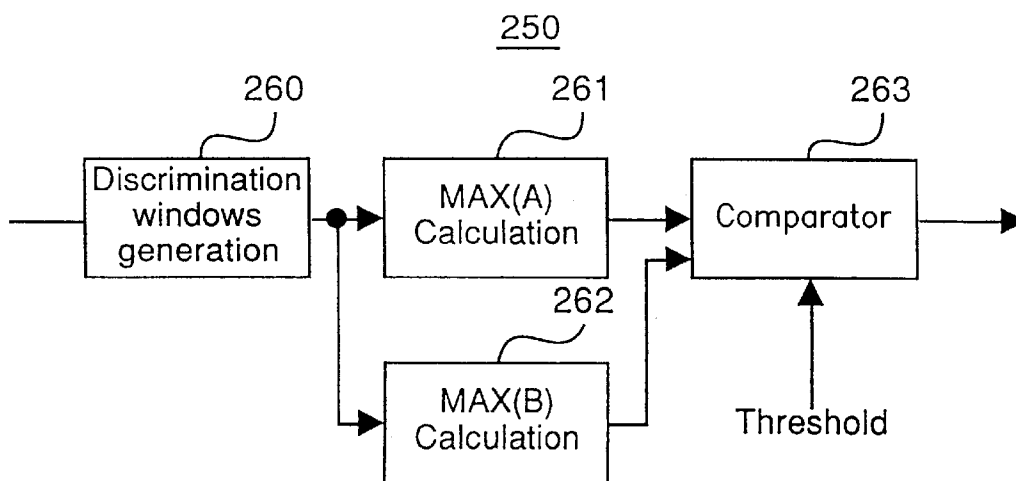 250
260
261
263
Discrimination
windows
generation
MAX(A)
Calculation
Comparator
262
MAX(B)
Calculation
Threshold